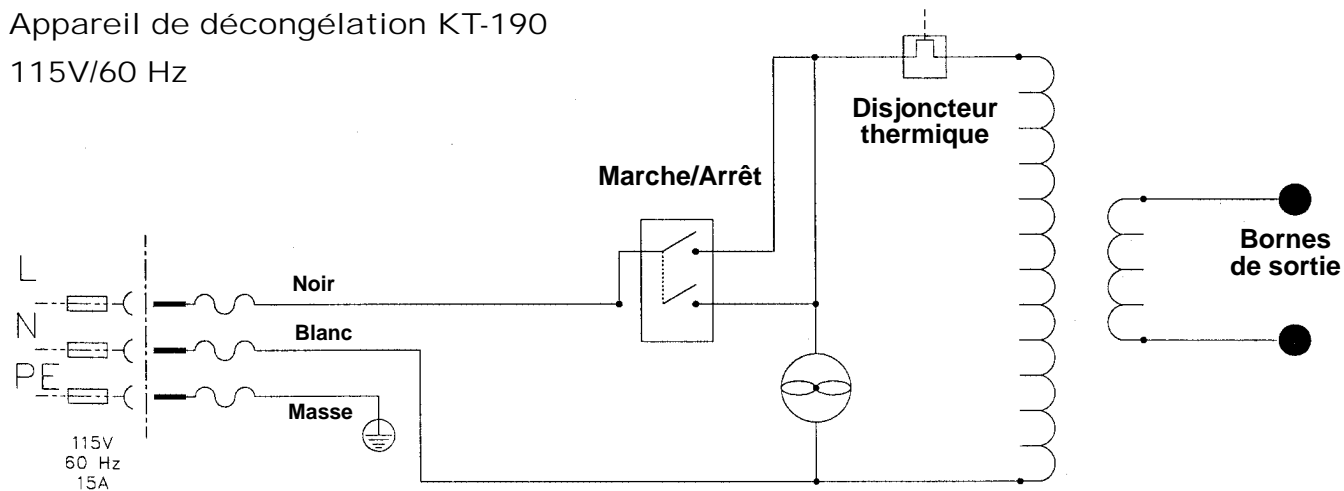 Appareil de décongélation KT-190
115V/60 Hz
Disjoncteur
thermique
Marche/Arrêt
Bornes
de sortie
L
Noir
N
Blanc
PE
Masse
115V
60 Hz
15A